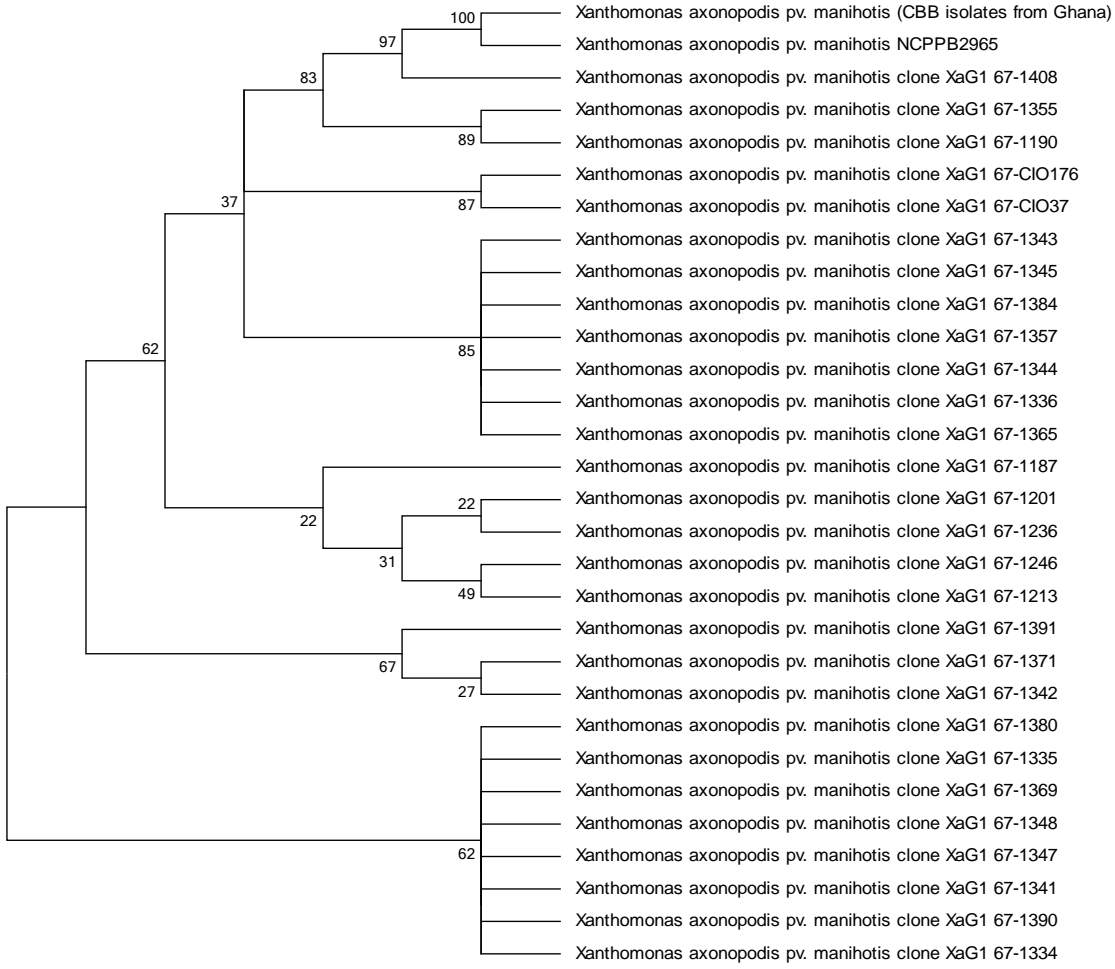 100
Xanthomonas axonopodis pv. manihotis (CBB isolates from Ghana)
97
Xanthomonas axonopodis pv. manihotis NCPPB2965
83
Xanthomonas axonopodis pv. manihotis clone XaG1 67-1408
Xanthomonas axonopodis pv. manihotis clone XaG1 67-1355
89
Xanthomonas axonopodis pv. manihotis clone XaG1 67-1190
Xanthomonas axonopodis pv. manihotis clone XaG1 67-CIO176
37
87
Xanthomonas axonopodis pv. manihotis clone XaG1 67-CIO37
Xanthomonas axonopodis pv. manihotis clone XaG1 67-1343
Xanthomonas axonopodis pv. manihotis clone XaG1 67-1345
Xanthomonas axonopodis pv. manihotis clone XaG1 67-1384
Xanthomonas axonopodis pv. manihotis clone XaG1 67-1357
62
85
Xanthomonas axonopodis pv. manihotis clone XaG1 67-1344
Xanthomonas axonopodis pv. manihotis clone XaG1 67-1336
Xanthomonas axonopodis pv. manihotis clone XaG1 67-1365
Xanthomonas axonopodis pv. manihotis clone XaG1 67-1187
22
Xanthomonas axonopodis pv. manihotis clone XaG1 67-1201
22
Xanthomonas axonopodis pv. manihotis clone XaG1 67-1236
31
Xanthomonas axonopodis pv. manihotis clone XaG1 67-1246
49
Xanthomonas axonopodis pv. manihotis clone XaG1 67-1213
Xanthomonas axonopodis pv. manihotis clone XaG1 67-1391
67
Xanthomonas axonopodis pv. manihotis clone XaG1 67-1371
27
Xanthomonas axonopodis pv. manihotis clone XaG1 67-1342
Xanthomonas axonopodis pv. manihotis clone XaG1 67-1380
Xanthomonas axonopodis pv. manihotis clone XaG1 67-1335
Xanthomonas axonopodis pv. manihotis clone XaG1 67-1369
Xanthomonas axonopodis pv. manihotis clone XaG1 67-1348
62
Xanthomonas axonopodis pv. manihotis clone XaG1 67-1347
Xanthomonas axonopodis pv. manihotis clone XaG1 67-1341
Xanthomonas axonopodis pv. manihotis clone XaG1 67-1390
Xanthomonas axonopodis pv. manihotis clone XaG1 67-1334